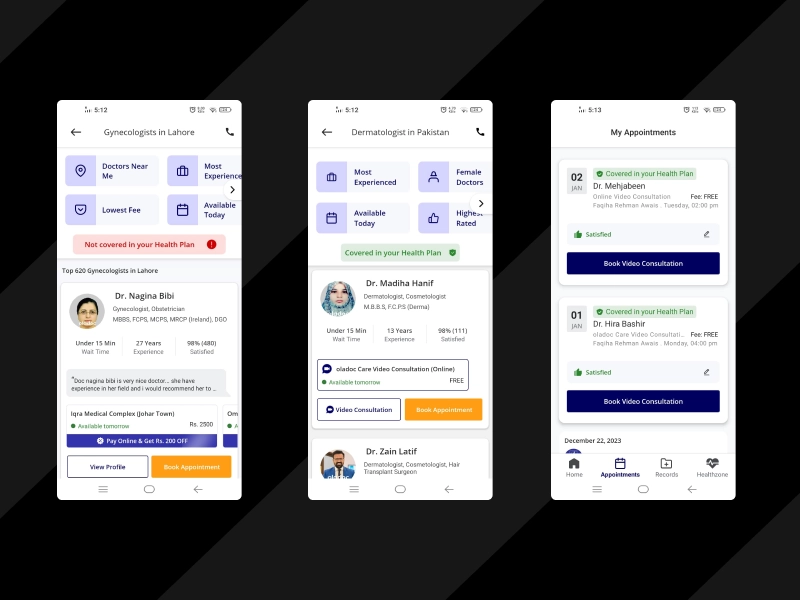 5:12
Gynecologists in Lahore
Doctors Near
Me
Most
Experience
Lowest Fee
Available
Today
Not covered in your Health Plan
Top 620 Gynecologists in Lahore
Dr. Nagina Bibi
Gynecologist, Obstetrician
MBBS, FCPS, MCPS, MRCP (Ireland), DGO
Under 15 Min
Wait Time
27 Years
Experience
98% (480)
Satisfied
"Doc nagina bibi is very nice doctor... she have
experience in her field and i would recommend her to ..
Iqra Medical Complex (Johar Town)
Available tomorrow
Rs. 2500
Om
A
Pay Online & Get Rs. 200 OFF
View Profile
Book Appointment
5:12
Dermatologist in Pakistan
Most
Experienced
Female
Doctors
Available
Today
Highest
Rated
Covered in your Health Plan
Dr. Madiha Hanif
Dermatologist, Cosmetologist
M.B.B.S, F.C.P.S (Derma)
Under 15 Min
Wait Time
13 Years
Experience
98% (111)
Satisfied
oladoc Care Video Consultation (Online)
Available tomorrow
FREE
Video Consultation
Book Appointment
Dr. Zain Latif
Dermatologist, Cosmetologist, Hair
Transplant Surgeon
5:13
My Appointments
02
JAN
Covered in your Health Plan
Dr. Mehjabeen
Online Video Consultation
Fee: FREE
Faqiha Rehman Awais . Tuesday, 02:00 pm
Satisfied
Book Video Consultation
01
JAN
Covered in your Health Plan
Dr. Hira Bashir
oladoc Care Video Consultati...
Fee: FREE
Faqiha Rehman Awais . Monday, 04:00 pm
Satisfied
Book Video Consultation
December 22, 2023
Home
Appointments
Records
Healthzone